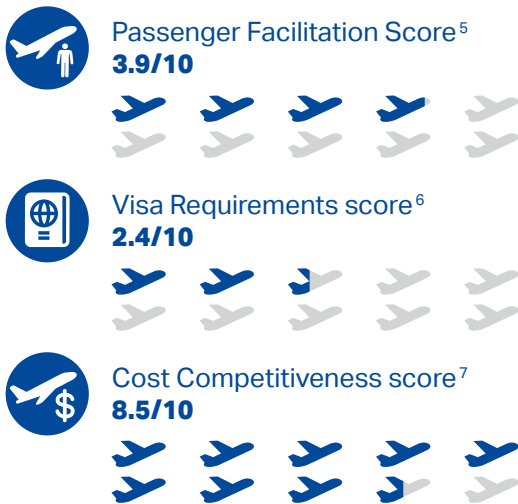 Passenger Facilitation Score⁵
3.9/10
Visa Requirements score⁶
2.4/10
$
Cost Competitiveness score⁷
8.5/10